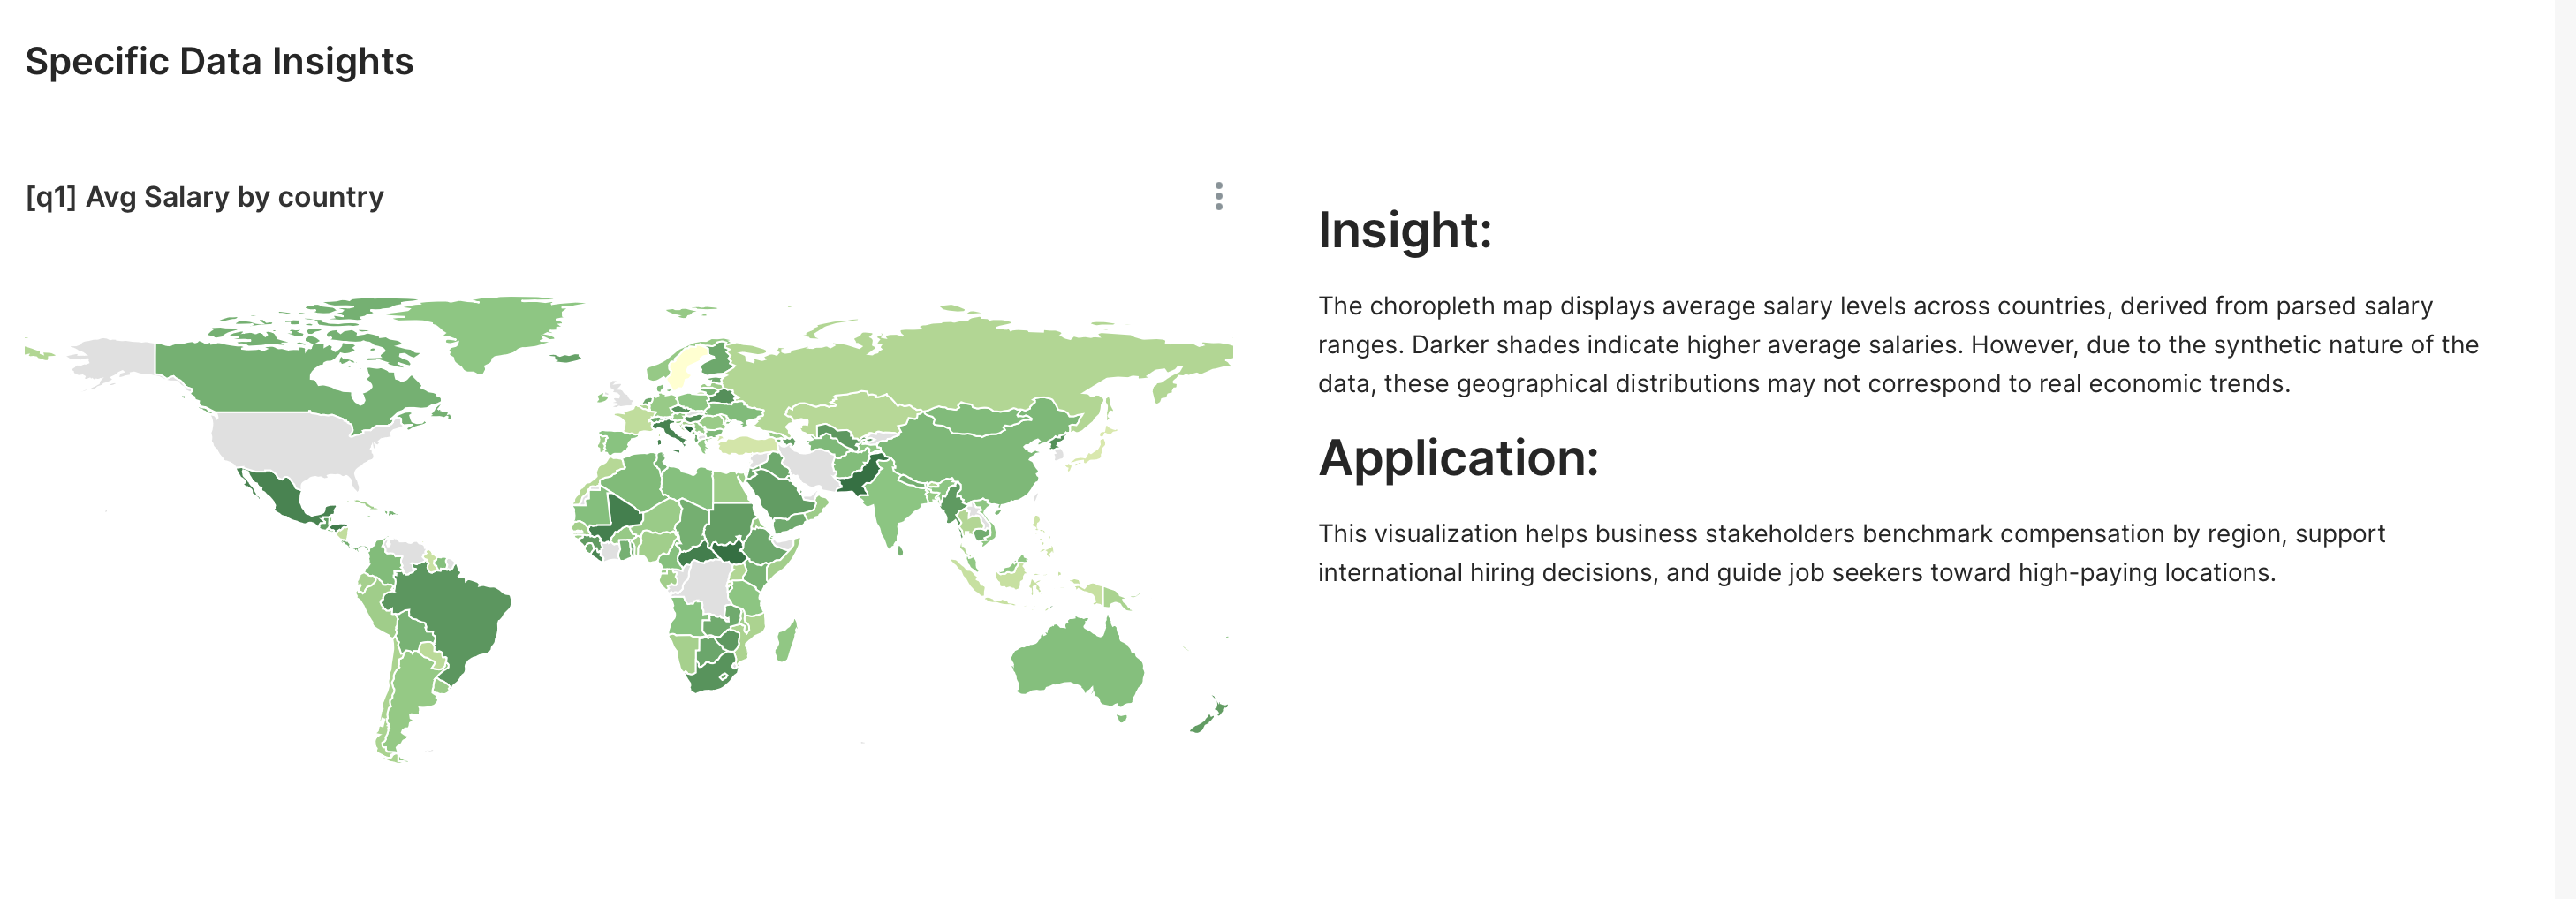 Specific Data Insights
[q1] Avg Salary by country
Insight:
The choropleth map displays average salary levels across countries, derived from parsed salary
ranges. Darker shades indicate higher average salaries. However, due to the synthetic nature of the
data, these geographical distributions may not correspond to real economic trends.
Application:
This visualization helps business stakeholders benchmark compensation by region, support
international hiring decisions, and guide job seekers toward high-paying locations.